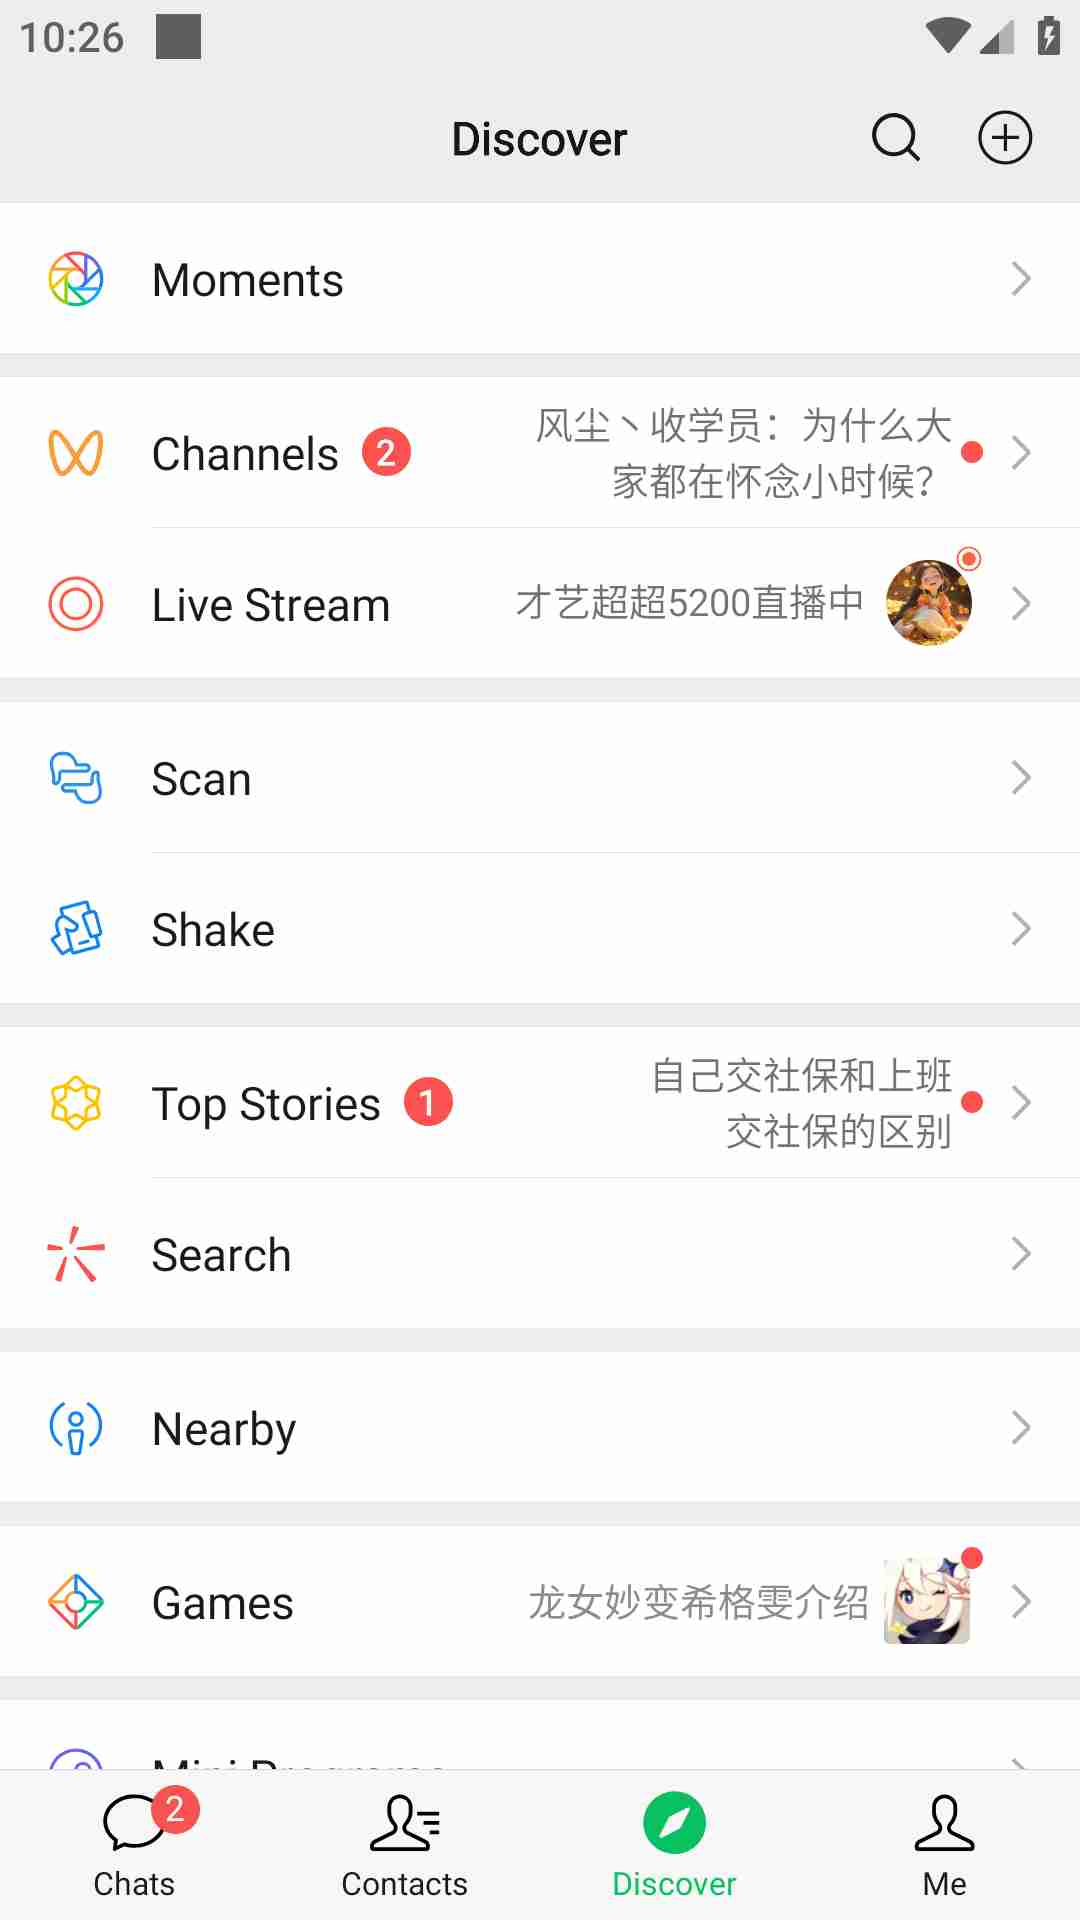 10:26
Discover
Moments
Channels 2
风尘丶收学员：为什么大
家都在怀念小时候？
Live Stream 才艺超超5200直播中
Scan
Shake
Top Stories 1
自己交社保和上班
交社保的区别
Search
Nearby
Games 龙女妙变希格雯介绍
Mini Programs
2
Chats Contacts Discover Me